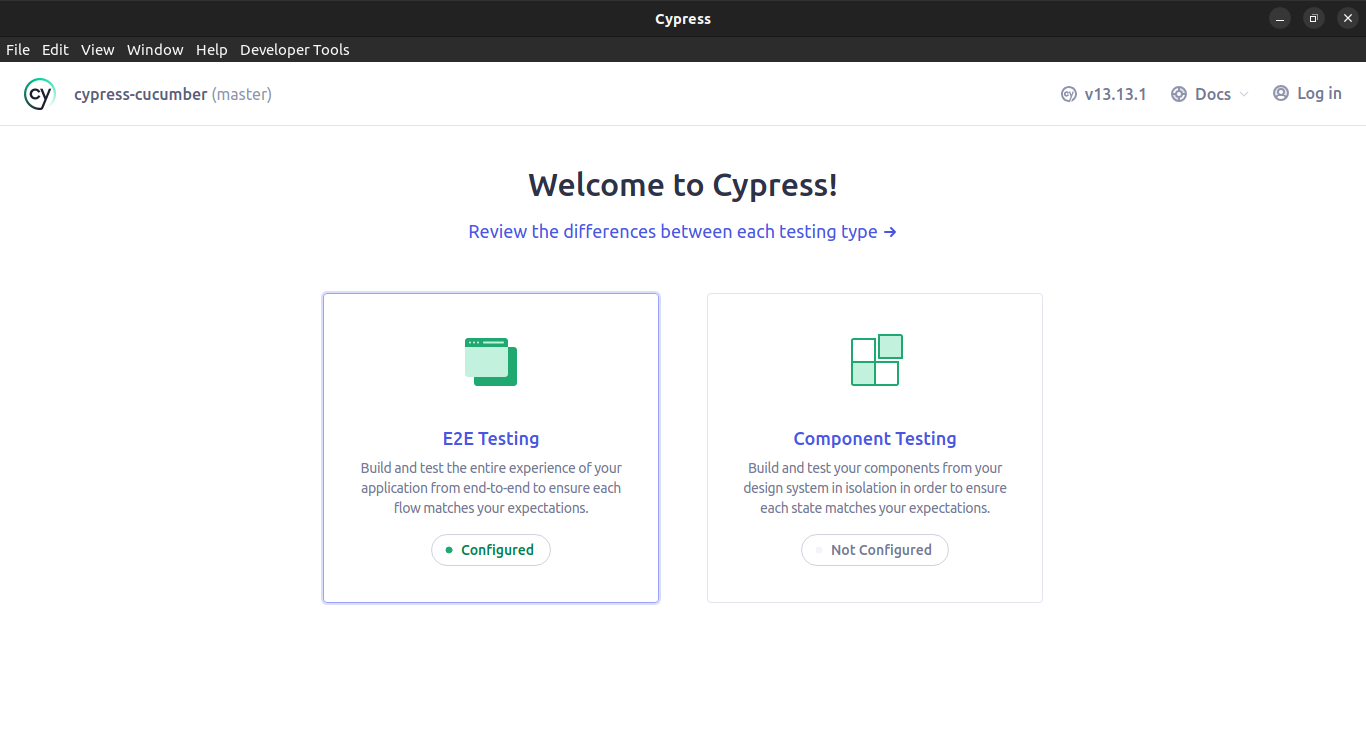 Cypress
File Edit View Window Help Developer Tools
cy cypress-cucumber (master) cy v13.13.1 Docs Log in
Welcome to Cypress!
Review the differences between each testing type →
E2E Testing
Build and test the entire experience of your
application from end-to-end to ensure each
flow matches your expectations.
Configured
Component Testing
Build and test your components from your
design system in isolation in order to ensure
each state matches your expectations.
Not Configured